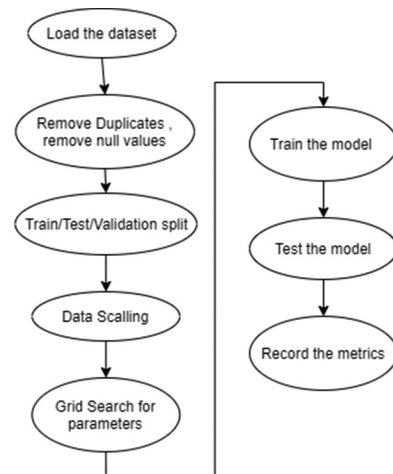 Load the dataset
Remove Duplicates ,
remove null values
Train/Test/Validation split
Data Scalling
Grid Search for
parameters
Train the model
Test the model
Record the metrics